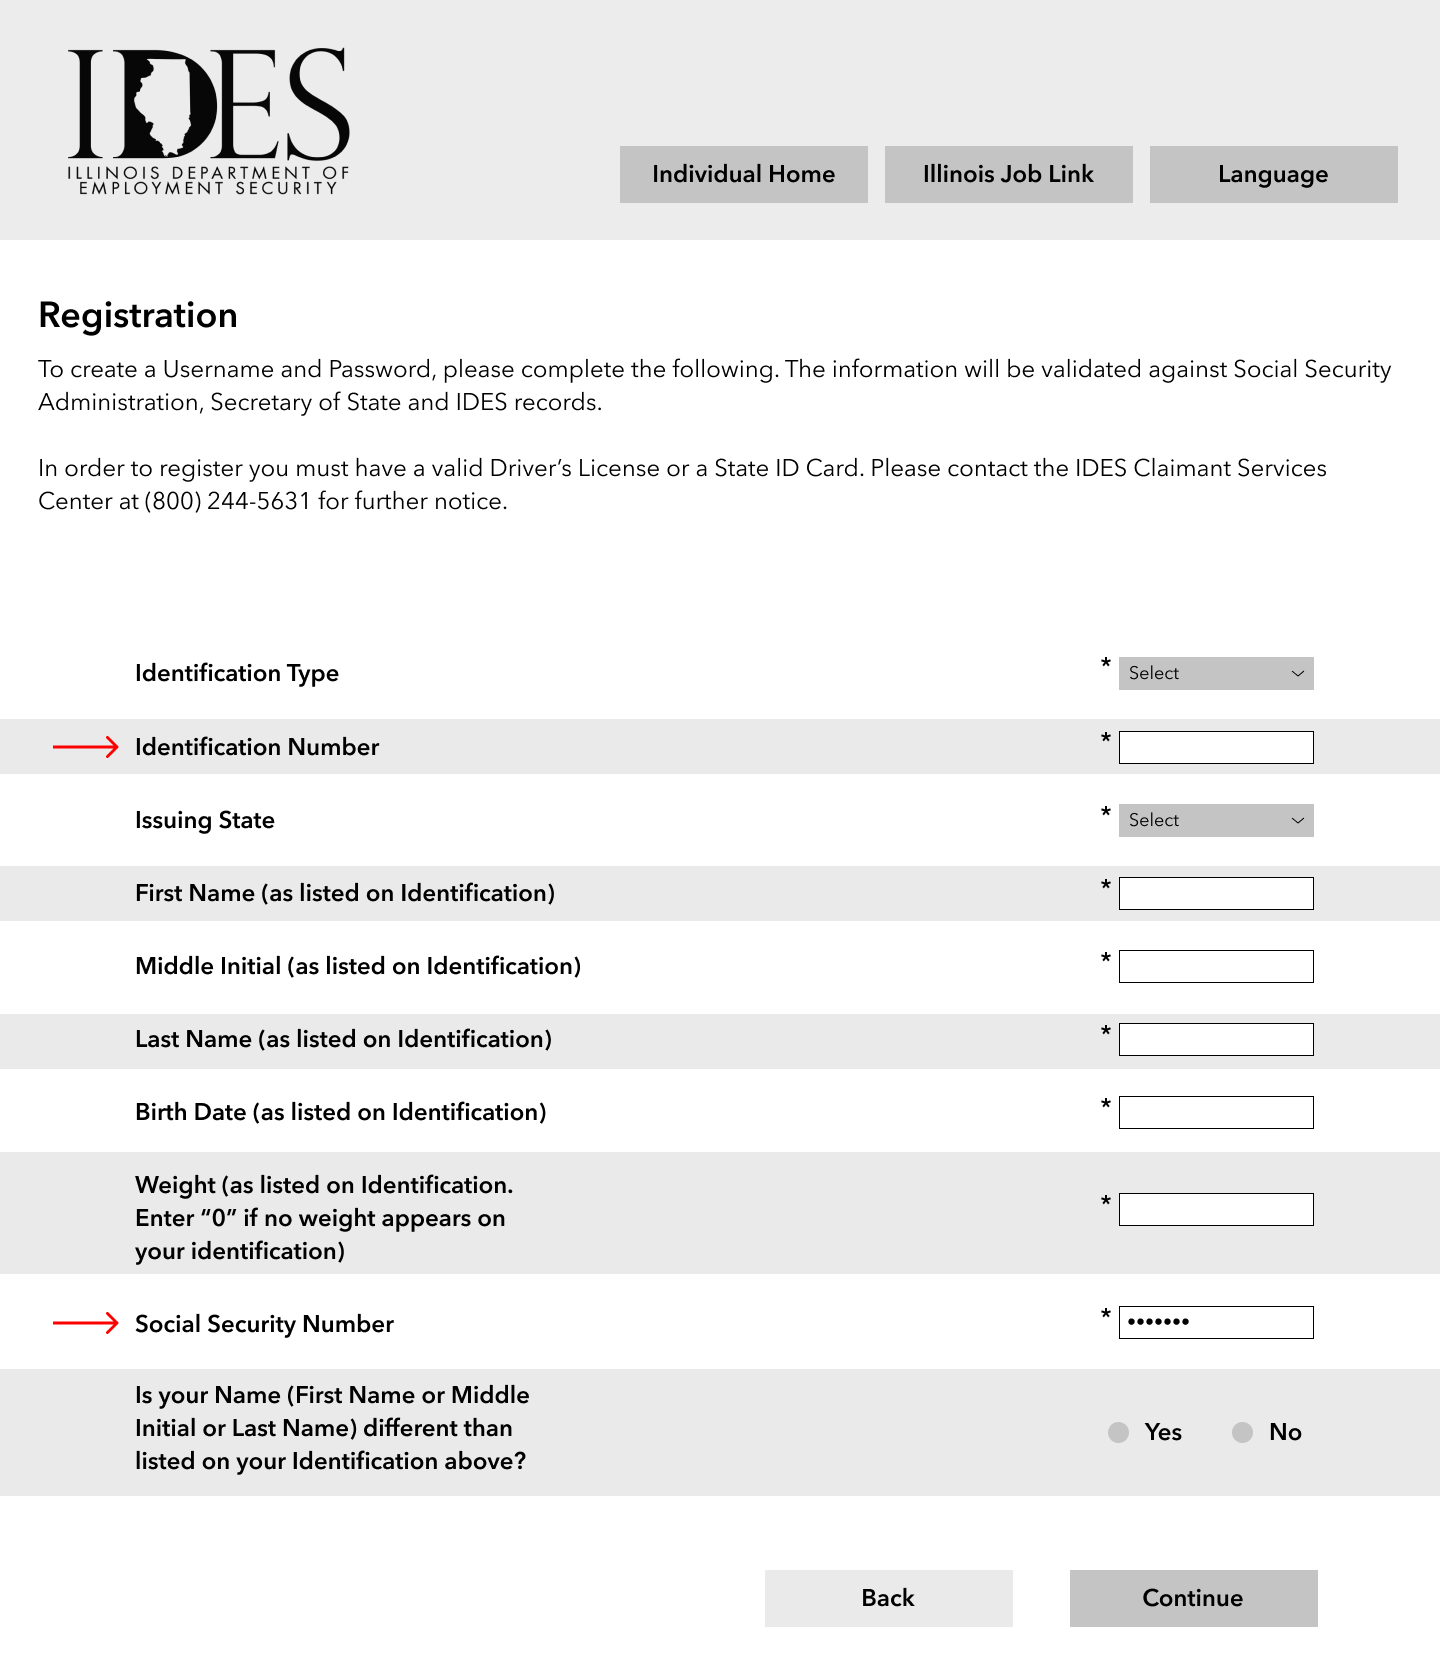 IDES
ILLINOIS DEPARTMENT OF
EMPLOYMENT SECURITY
Individual Home
Illinois Job Link
Language
Registration
To create a Username and Password, please complete the following. The information will be validated against Social Security
Administration, Secretary of State and IDES records.
In order to register you must have a valid Driver’s License or a State ID Card. Please contact the IDES Claimant Services
Center at (800) 244-5631 for further notice.
Identification Type * Select
Identification Number *
Issuing State * Select
First Name (as listed on Identification) *
Middle Initial (as listed on Identification) *
Last Name (as listed on Identification) *
Birth Date (as listed on Identification) *
Weight (as listed on Identification.
Enter “0” if no weight appears on
your identification) *
Social Security Number * •••••••
Is your Name (First Name or Middle
Initial or Last Name) different than
listed on your Identification above?
Yes No
Back
Continue